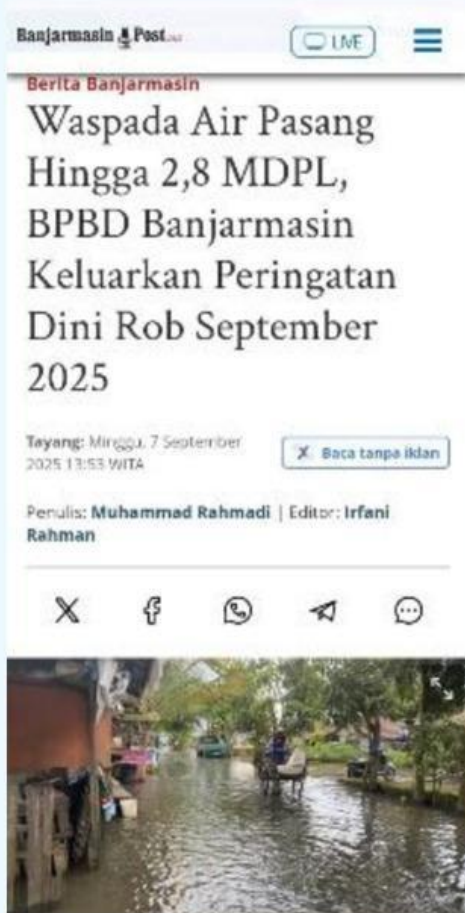 Banjarmasin Post
LIVE
Berita Banjarmasin
Waspada Air Pasang
Hingga 2,8 MDPL,
BPBD Banjarmasin
Keluarkan Peringatan
Dini Rob September
2025
Tayang: Minggu, 7 September
2025 13:53 WITA
X Baca tanpa iklan
Penulis: Muhammad Rahmadi | Editor: Irfani
Rahman